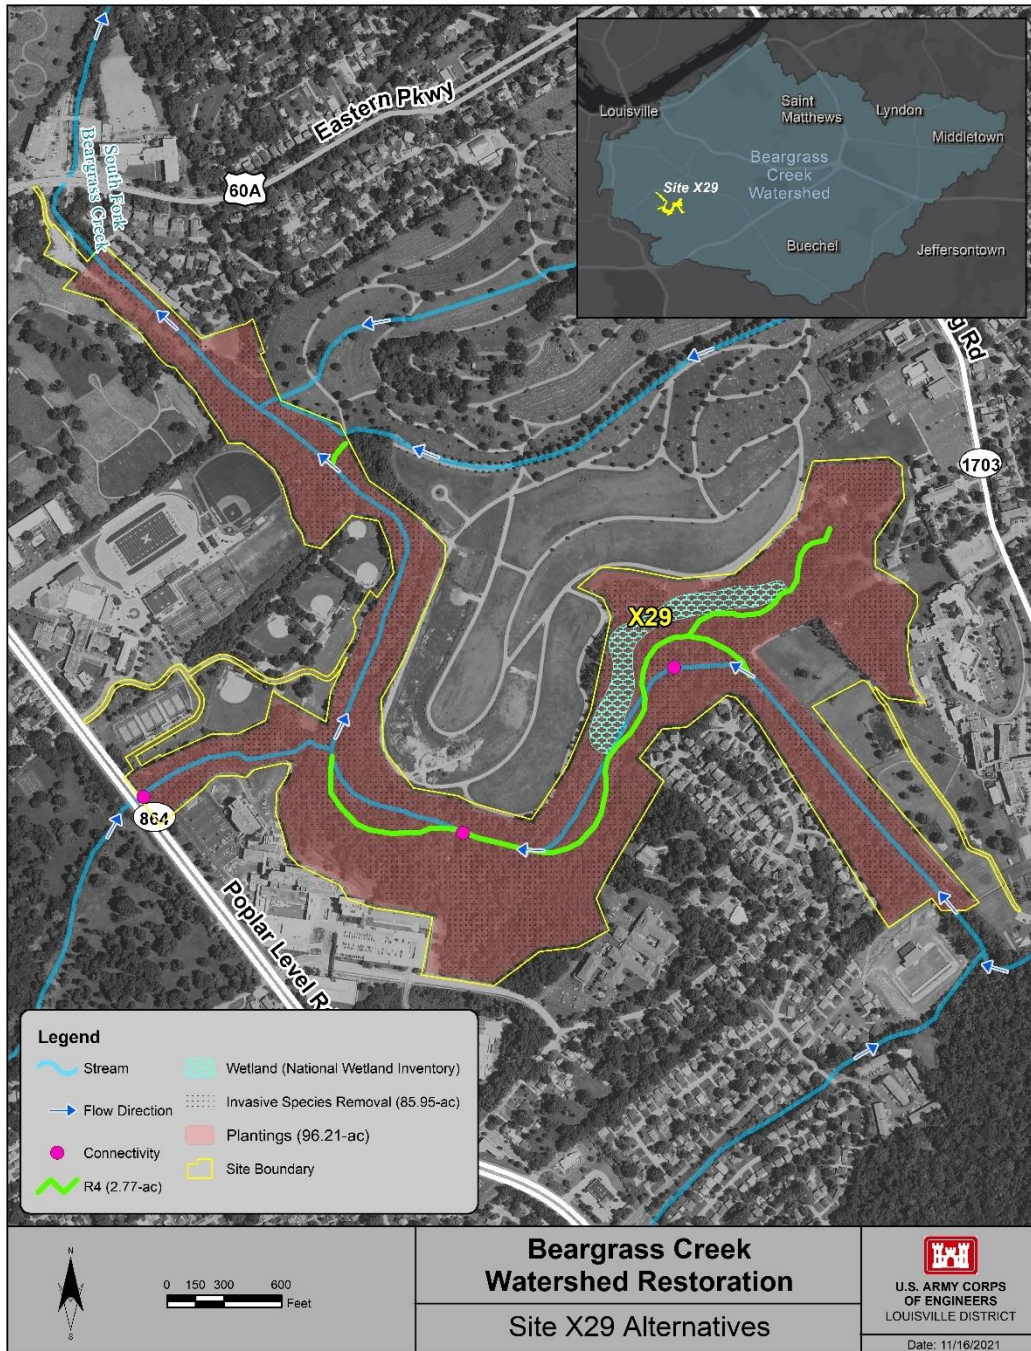 Eastern Pkwy
60A
South Fork
Beargrass Creek
Louisville
Saint
Matthews
Lyndon
Middletown
Beargrass
Creek
Watershed
Site X29
Buechel
Jeffersontown
Rd
1703
X29
864
Poplar Level
Legend
Stream
Flow Direction
Connectivity
R4 (2.77-ac)
Wetland (National Wetland Inventory)
Invasive Species Removal (85.95-ac)
Plantings (96.21-ac)
Site Boundary
N
S
0 150 300 600
Feet
Beargrass Creek
Watershed Restoration
Site X29 Alternatives
U.S. ARMY CORPS
OF ENGINEERS
LOUISVILLE DISTRICT
Date: 11/16/2021